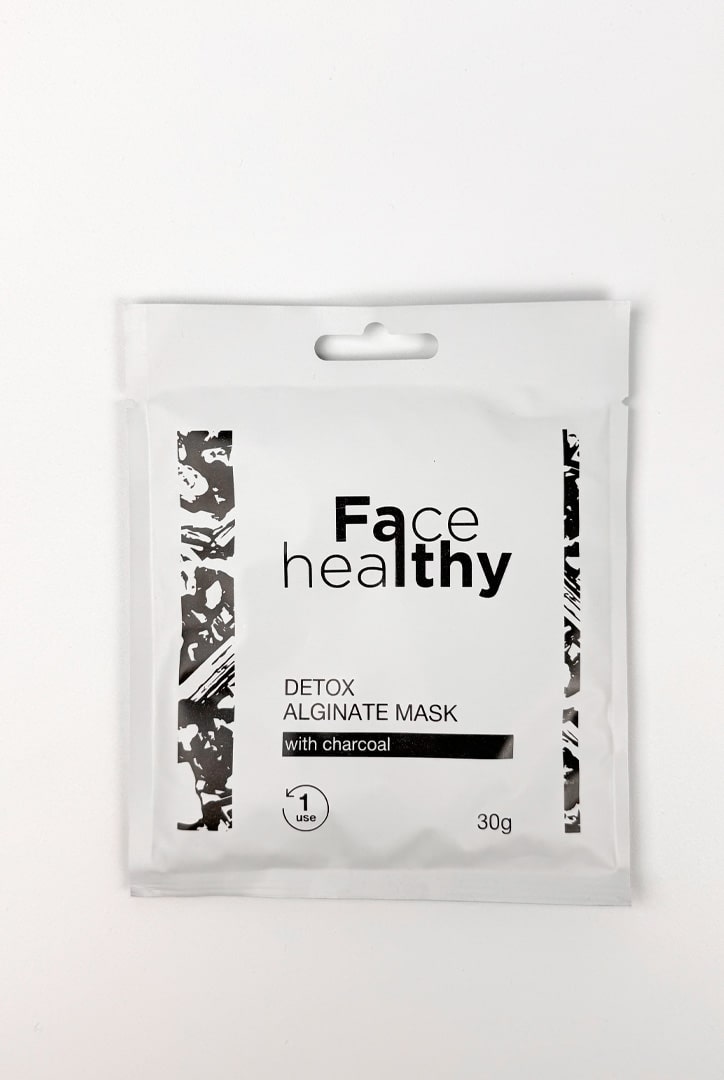 Face
healthy
DETOX
ALGINATE MASK
with charcoal
1
use
30g